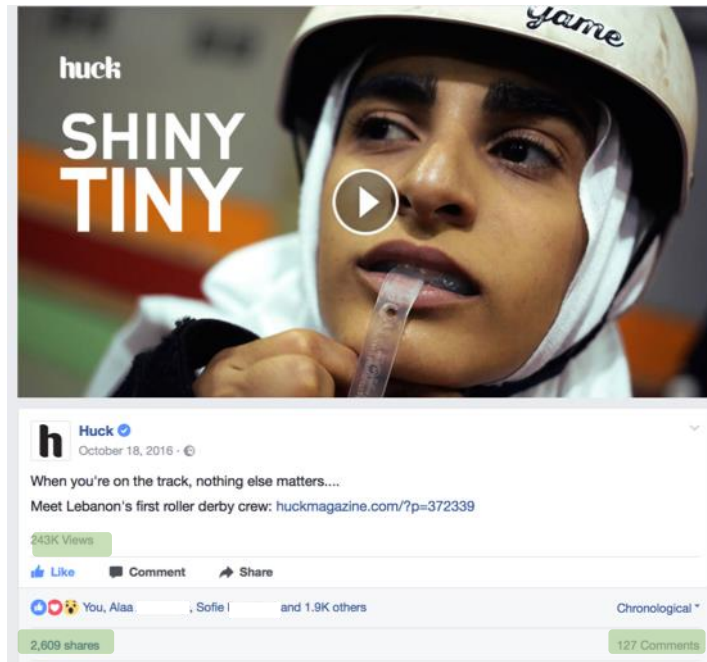 game
huck
SHINY
TINY
h Huck
October 18, 2016 ·
When you're on the track, nothing else matters....
Meet Lebanon's first roller derby crew: huckmagazine.com/?p=372339
243K Views
Like Comment Share
You, Alaa , Sofie and 1.9K others Chronological
2,609 shares 127 Comments